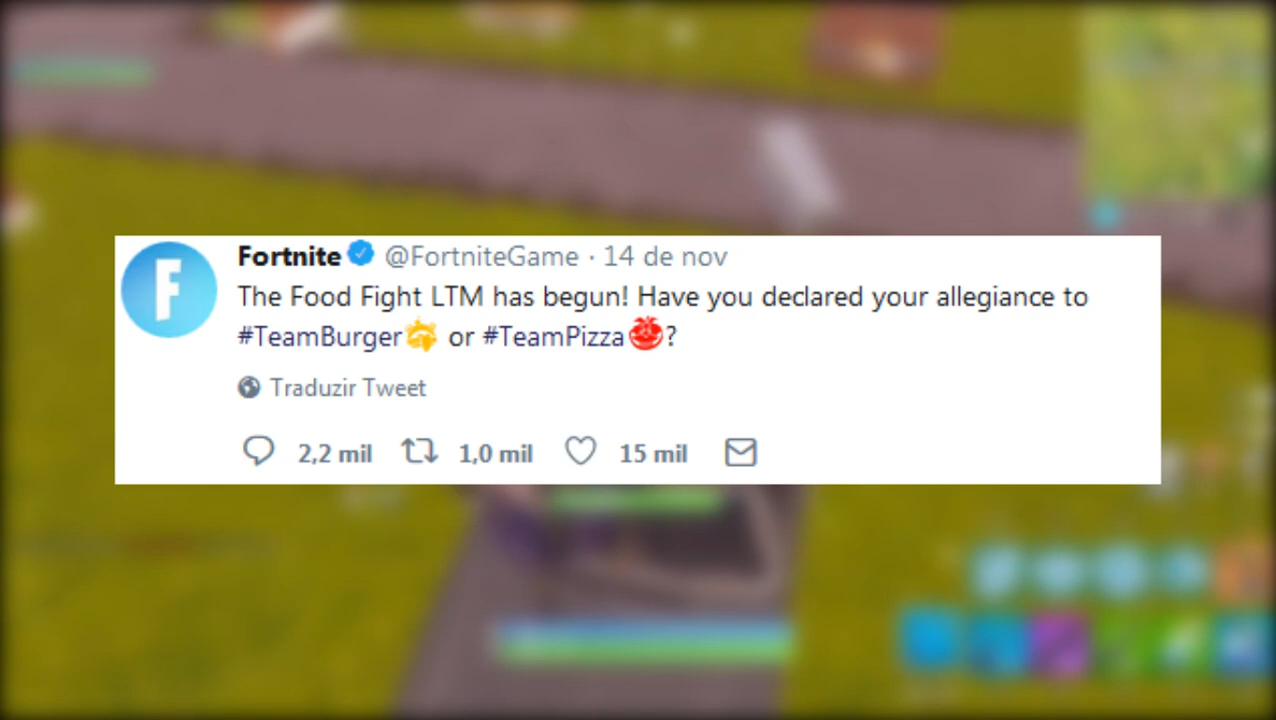 Fortnite @FortniteGame · 14 de nov
The Food Fight LTM has begun! Have you declared your allegiance to
#TeamBurger or #TeamPizza?
Traduzir Tweet
2,2 mil 1,0 mil 15 mil